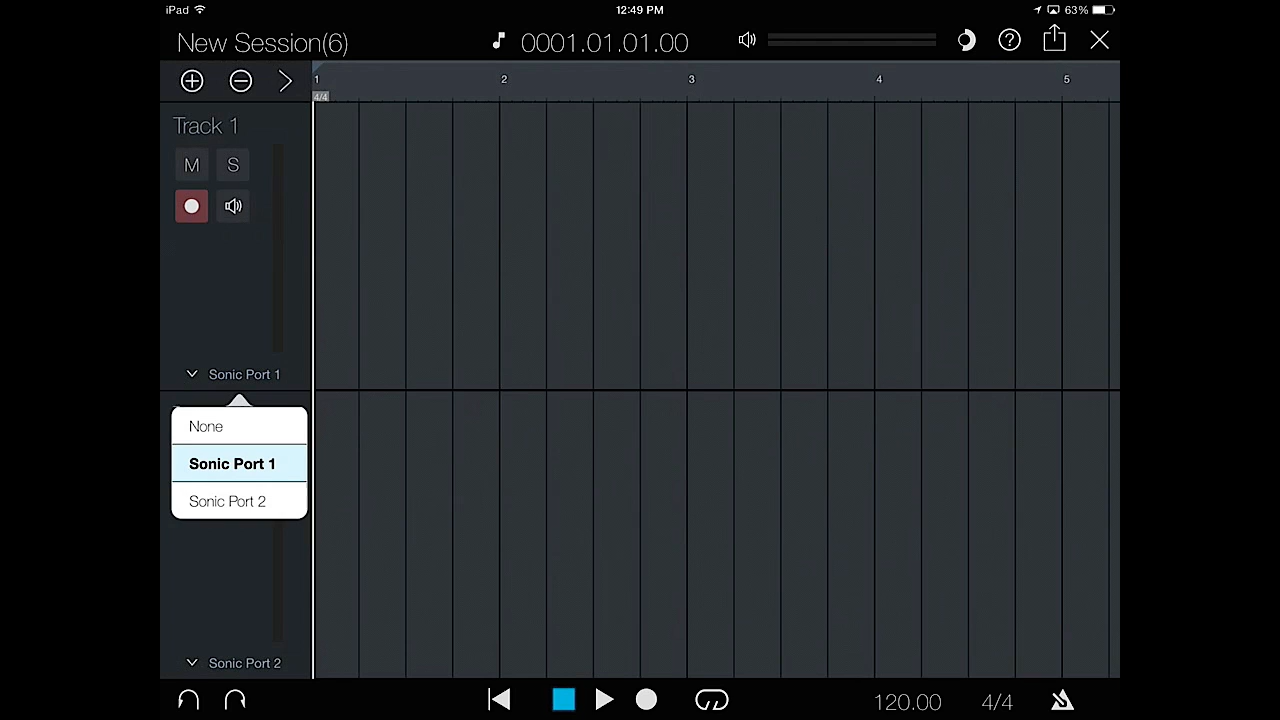 iPad 12:49 PM 63%
New Session(6) 0001.01.01.00
1 2 3 4 5
4/4
Track 1
M S
Sonic Port 1
None
Sonic Port 1
Sonic Port 2
Sonic Port 2
120.00 4/4